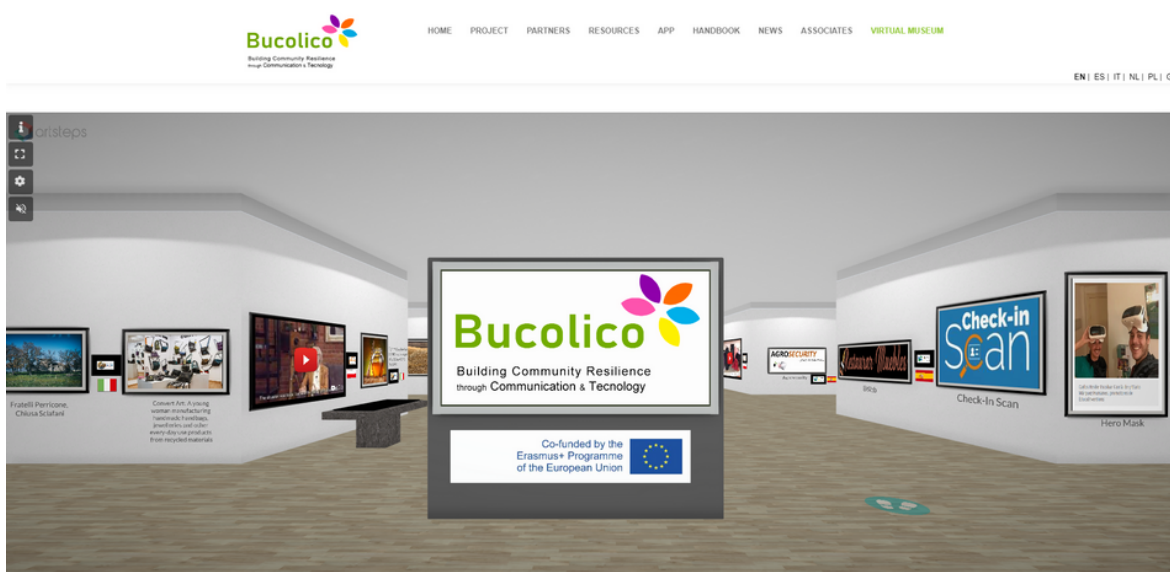 Bucolico
Building Community Resilience
through Communication & Tecnology
HOME PROJECT PARTNERS RESOURCES APP HANDBOOK NEWS ASSOCIATES VIRTUAL MUSEUM
EN | ES | IT | NL | PL |
artsteps
Bucolico
Building Community Resilience
through Communication & Tecnology
Co-funded by the
Erasmus+ Programme
of the European Union
Fratelli Perricone,
Chiusa Sclafani
Convert Art: A young
woman manufacturing
handmade handbags,
jewelleries, and other
every-day use products
from recycled materials
AGROSECURITY
Restaurar Muebles
Check-in
Scan
Check-In Scan
Hero Mask